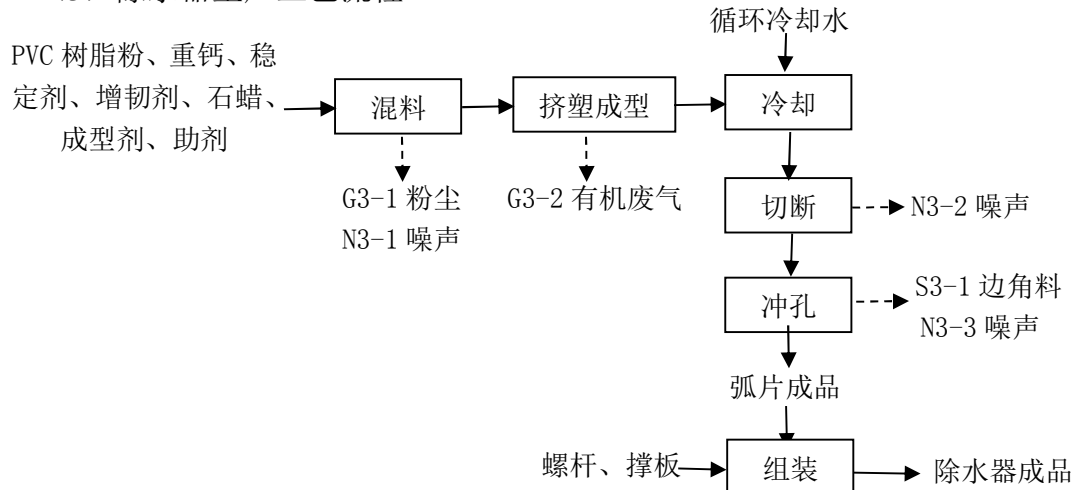 循环冷却水
PVC 树脂粉、重钙、稳
定剂、增韧剂、石蜡、
成型剂、助剂
混料
挤塑成型
冷却
G3-1 粉尘
N3-1 噪声
G3-2 有机废气
切断
N3-2 噪声
冲孔
S3-1 边角料
N3-3 噪声
弧片成品
螺杆、撑板
组装
除水器成品